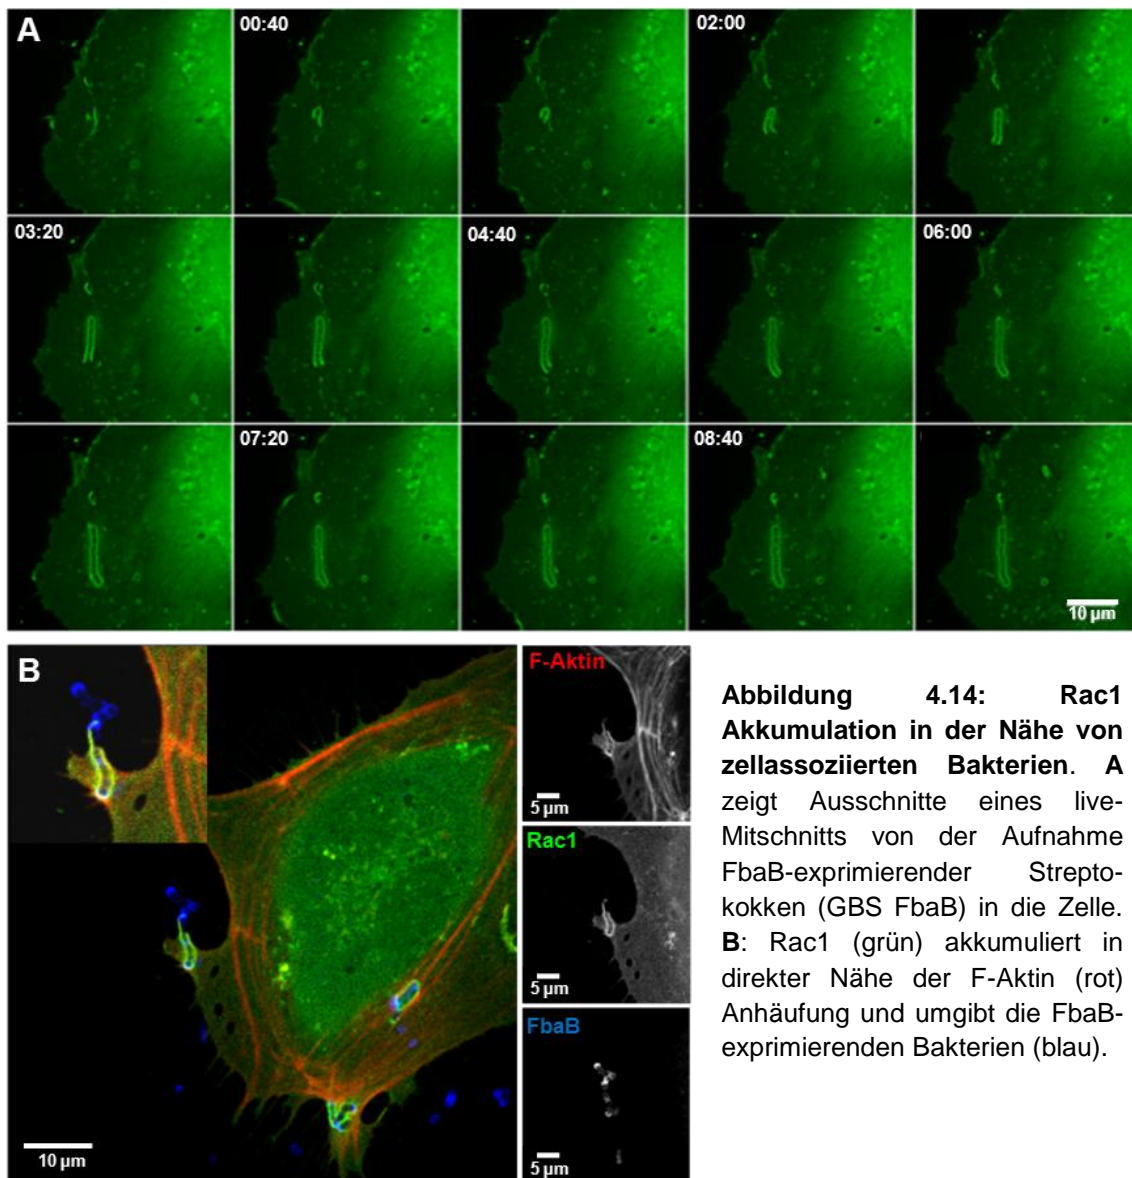 A
00:40
02:00
03:20
04:40
06:00
07:20
08:40
10 µm
B
10 µm
F-Aktin
5 µm
Rac1
5 µm
FbaB
5 µm
Abbildung 4.14: Rac1
Akkumulation in der Nähe von
zellassoziierten Bakterien. A
zeigt Ausschnitte eines live-
Mitschnitts von der Aufnahme
FbaB-exprimierender Strepto-
kokken (GBS FbaB) in die Zelle.
B: Rac1 (grün) akkumuliert in
direkter Nähe der F-Aktin (rot)
Anhäufung und umgibt die FbaB-
exprimierenden Bakterien (blau).